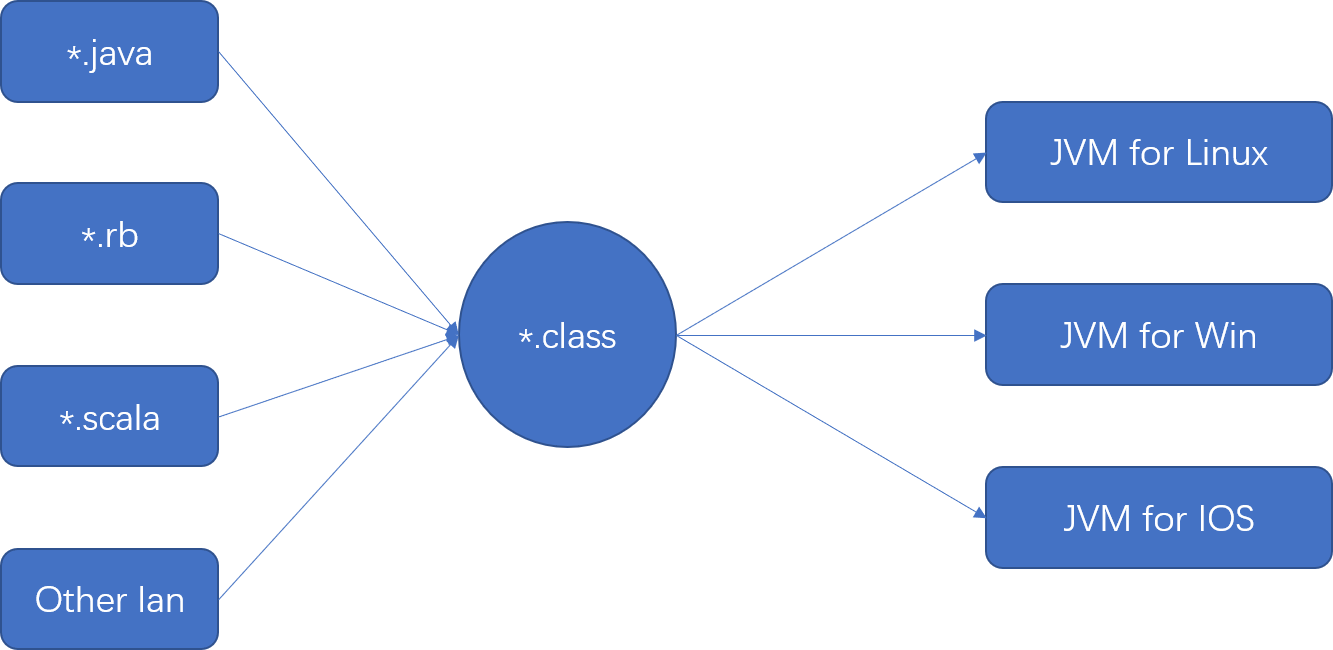 *.java
*.rb
*.scala
Other lan
*.class
JVM for Linux
JVM for Win
JVM for IOS